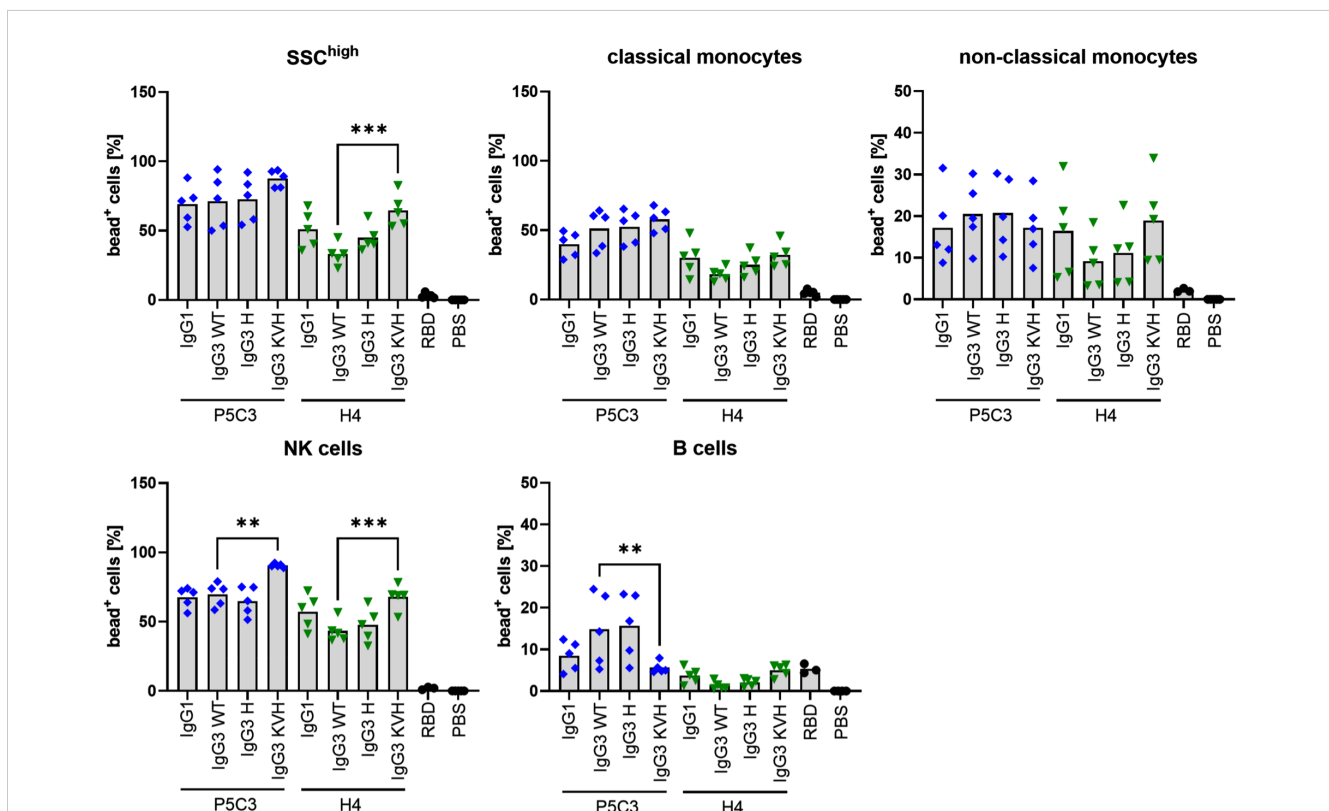 SSChigh
bead+ cells [%]
150
100
50
0
***
IgG1
IgG3 WT
IgG3 H
IgG3 KVH
IgG1
IgG3 WT
IgG3 H
IgG3 KVH
RBD
PBS
P5C3
H4
classical monocytes
bead+ cells [%]
150
100
50
0
IgG1
IgG3 WT
IgG3 H
IgG3 KVH
IgG1
IgG3 WT
IgG3 H
IgG3 KVH
RBD
PBS
P5C3
H4
non-classical monocytes
bead+ cells [%]
50
40
30
20
10
0
IgG1
IgG3 WT
IgG3 H
IgG3 KVH
IgG1
IgG3 WT
IgG3 H
IgG3 KVH
RBD
PBS
P5C3
H4
NK cells
bead+ cells [%]
150
100
50
0
**
***
IgG1
IgG3 WT
IgG3 H
IgG3 KVH
IgG1
IgG3 WT
IgG3 H
IgG3 KVH
RBD
PBS
P5C3
H4
B cells
bead+ cells [%]
50
40
30
20
10
0
**
IgG1
IgG3 WT
IgG3 H
IgG3 KVH
IgG1
IgG3 WT
IgG3 H
IgG3 KVH
RBD
PBS
P5C3
H4